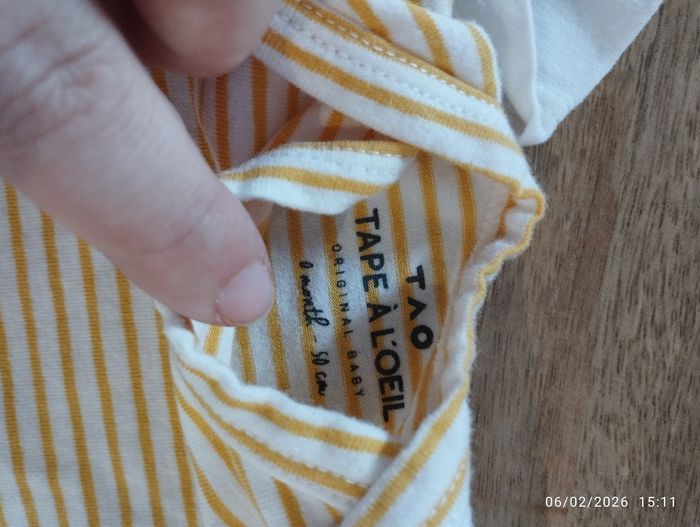 TAO
TAPE À L'OEIL
ORIGINAL BABY
0 month - 50 cm
06/02/2026 15:11